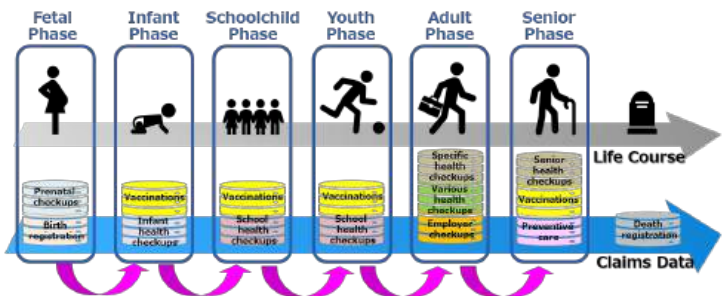 Fetal
Phase
Infant
Phase
Schoolchild
Phase
Youth
Phase
Adult
Phase
Senior
Phase
Life Course
Prenatal
checkups
Birth
registration
Vaccinations
Infant
health
checkups
Vaccinations
School
health
checkups
Vaccinations
School
health
checkups
Specific
health
checkups
Various
health
checkups
Employer
checkups
Senior
health
checkups
Vaccinations
Preventive
care
Death
registration
Claims Data